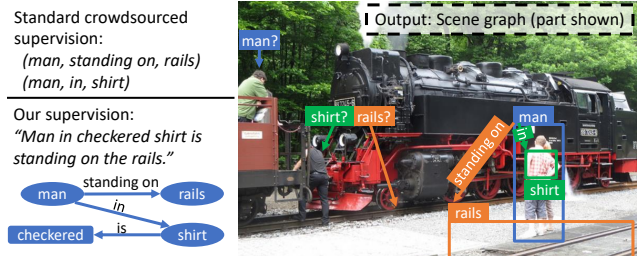 Standard crowdsourced
supervision:
(man, standing on, rails)
(man, in, shirt)
Our supervision:
"Man in checkered shirt is
standing on the rails."
man
standing on
rails
in
checkered
is
shirt
Output: Scene graph (part shown)
man?
shirt?
rails?
man
standing on
in
shirt
rails